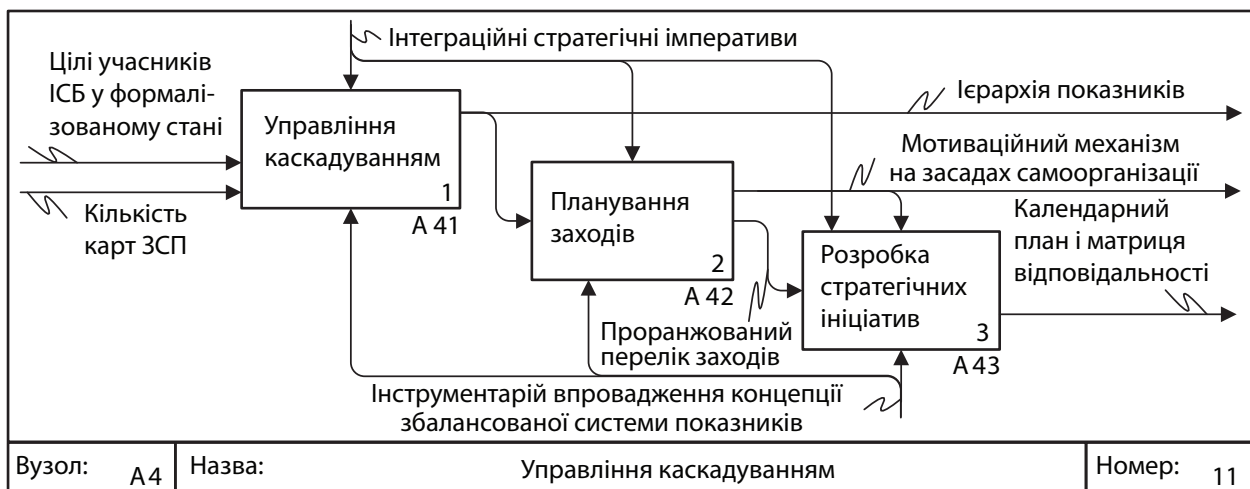 Інтеграційні стратегічні імперативи
Цілі учасників
ІСБ у формалі-
зованому стані
Кількість
карт ЗСП
Управління
каскадуванням
1
А 41
Ієрархія показників
Мотиваційний механізм
на засадах самоорганізації
Планування
заходів
2
А 42
Календарний
план і матриця
відповідальності
Розробка
стратегічних
ініціатив
3
А 43
Проранжований
перелік заходів
Інструментарій впровадження концепції
збалансованої системи показників
Вузол: А 4 Назва: Управління каскадуванням Номер: 11